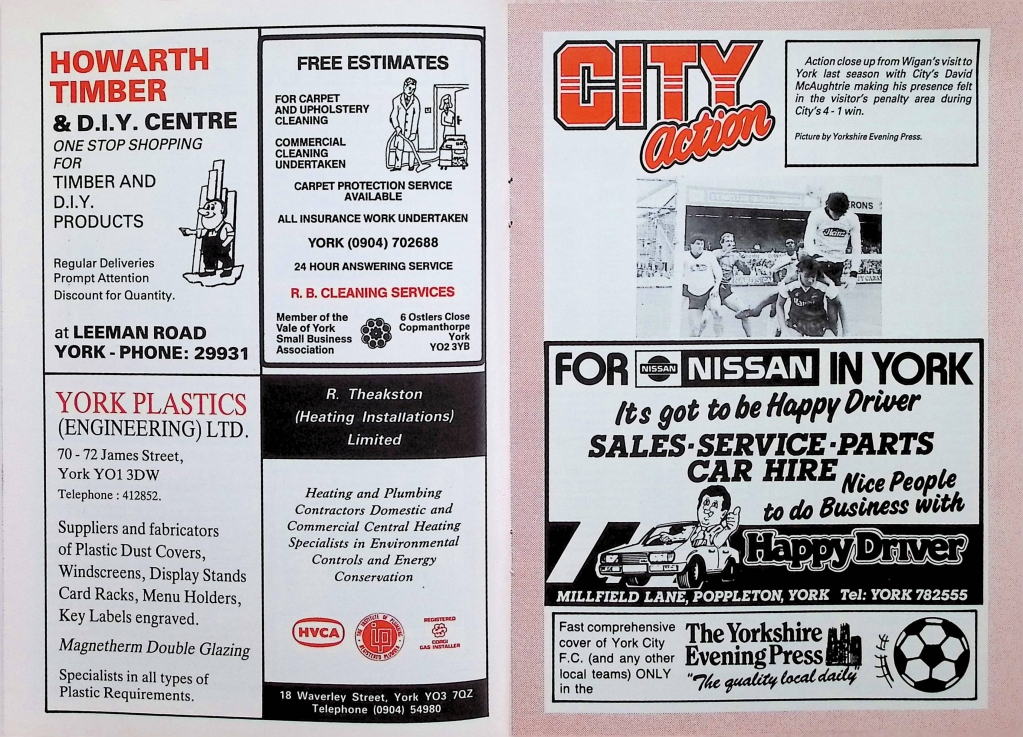 HOWARTH
TIMBER
& D.I.Y. CENTRE
ONE STOP SHOPPING
FOR
TIMBER AND
D.I.Y.
PRODUCTS
Regular Deliveries
Prompt Attention
Discount for Quantity.
at LEEMAN ROAD
YORK - PHONE: 29931
FREE ESTIMATES
FOR CARPET
AND UPHOLSTERY
CLEANING
COMMERCIAL
CLEANING
UNDERTAKEN
CARPET PROTECTION SERVICE
AVAILABLE
ALL INSURANCE WORK UNDERTAKEN
YORK (0904) 702688
24 HOUR ANSWERING SERVICE
R. B. CLEANING SERVICES
Member of the
Vale of York
Small Business
Association
6 Ostlers Close
Copmanthorpe
York
YO2 3YB
YORK PLASTICS
(ENGINEERING) LTD.
70 - 72 James Street,
York YO1 3DW
Telephone : 412852.
Suppliers and fabricators
of Plastic Dust Covers,
Windscreens, Display Stands
Card Racks, Menu Holders,
Key Labels engraved.
Magnetherm Double Glazing
Specialists in all types of
Plastic Requirements.
R. Theakston
(Heating Installations)
Limited
Heating and Plumbing
Contractors Domestic and
Commercial Central Heating
Specialists in Environmental
Controls and Energy
Conservation
HVCA
THE INSTITUTE OF PLUMBING
ip
REGISTERED PLUMBER
REGISTERED
CORGI
GAS INSTALLER
18 Waverley Street, York YO3 7QZ
Telephone (0904) 54980
CITY
action
Action close up from Wigan's visit to
York last season with City's David
McAughtrie making his presence felt
in the visitor's penalty area during
City's 4 - 1 win.
Picture by Yorkshire Evening Press.
Heinz
FOR NISSAN NISSAN IN YORK
It's got to be Happy Driver
SALES·SERVICE·PARTS
CAR HIRE
Nice People
to do Business with
Happy Driver
MILLFIELD LANE, POPPLETON, YORK Tel: YORK 782555
Fast comprehensive
cover of York City
F.C. (and any other
local teams) ONLY
in the
The Yorkshire
Evening Press
"The quality local daily"